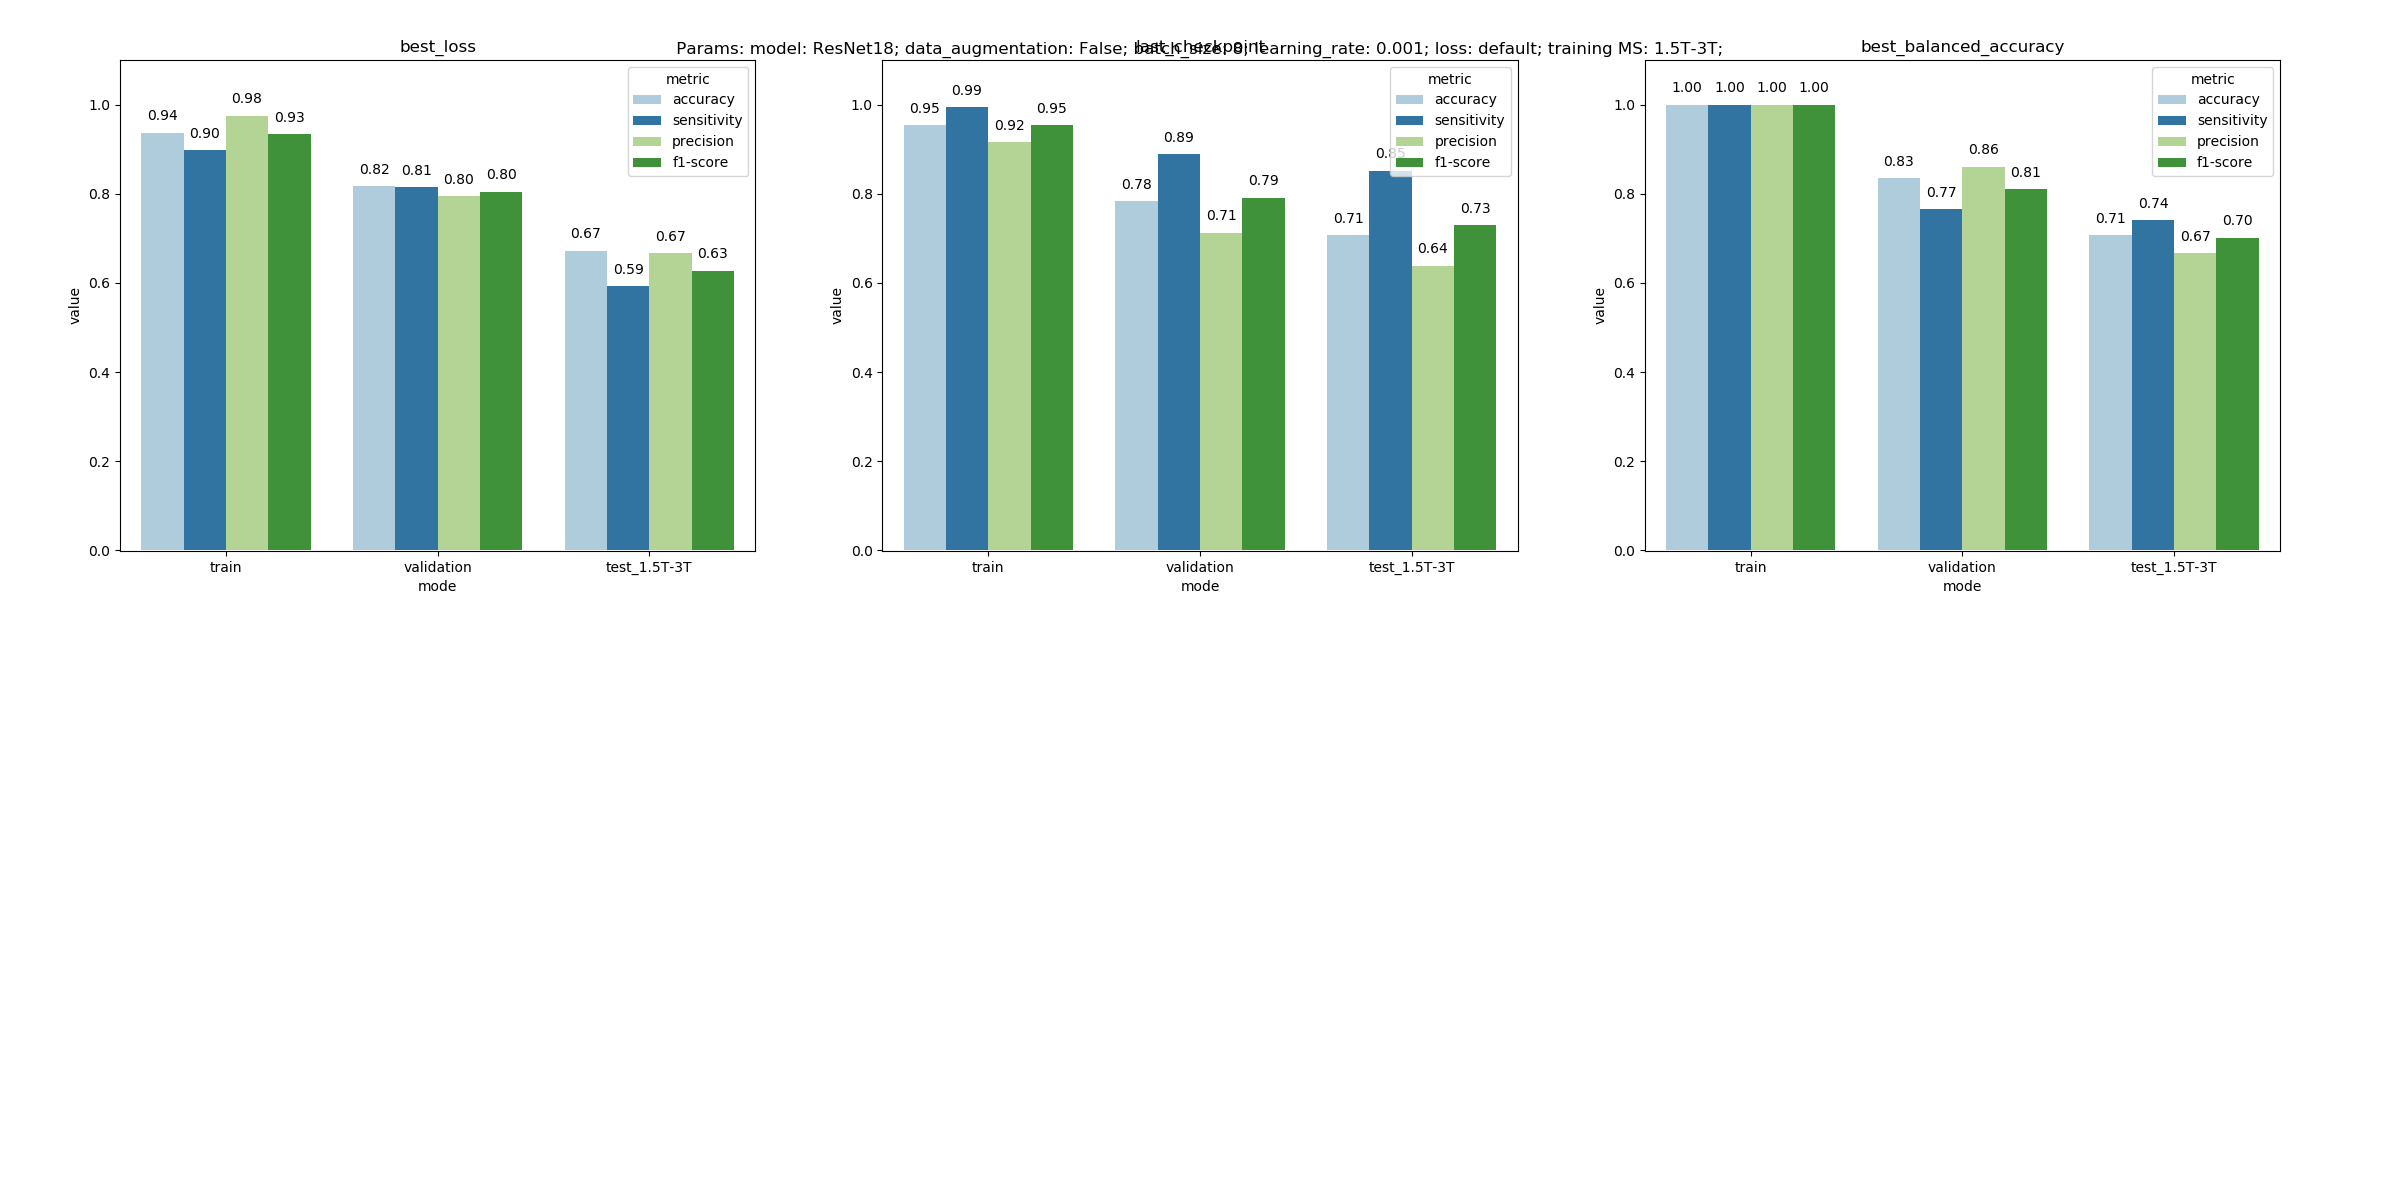 Params: model: ResNet18; data_augmentation: False; batch_size: 8; learning_rate: 0.001; loss: default; training MS: 1.5T-3T;
best_loss
metric
accuracy
sensitivity
precision
f1-score
0.94
0.90
0.98
0.93
0.82
0.81
0.80
0.80
0.67
0.59
0.67
0.63
1.0
0.8
0.6
0.4
0.2
0.0
value
train
validation
test_1.5T-3T
mode
last_checkpoint
metric
accuracy
sensitivity
precision
f1-score
0.95
0.99
0.92
0.95
0.78
0.89
0.71
0.79
0.71
0.85
0.64
0.73
1.0
0.8
0.6
0.4
0.2
0.0
value
train
validation
test_1.5T-3T
mode
best_balanced_accuracy
metric
accuracy
sensitivity
precision
f1-score
1.00
1.00
1.00
1.00
0.83
0.77
0.86
0.81
0.71
0.74
0.67
0.70
1.0
0.8
0.6
0.4
0.2
0.0
value
train
validation
test_1.5T-3T
mode